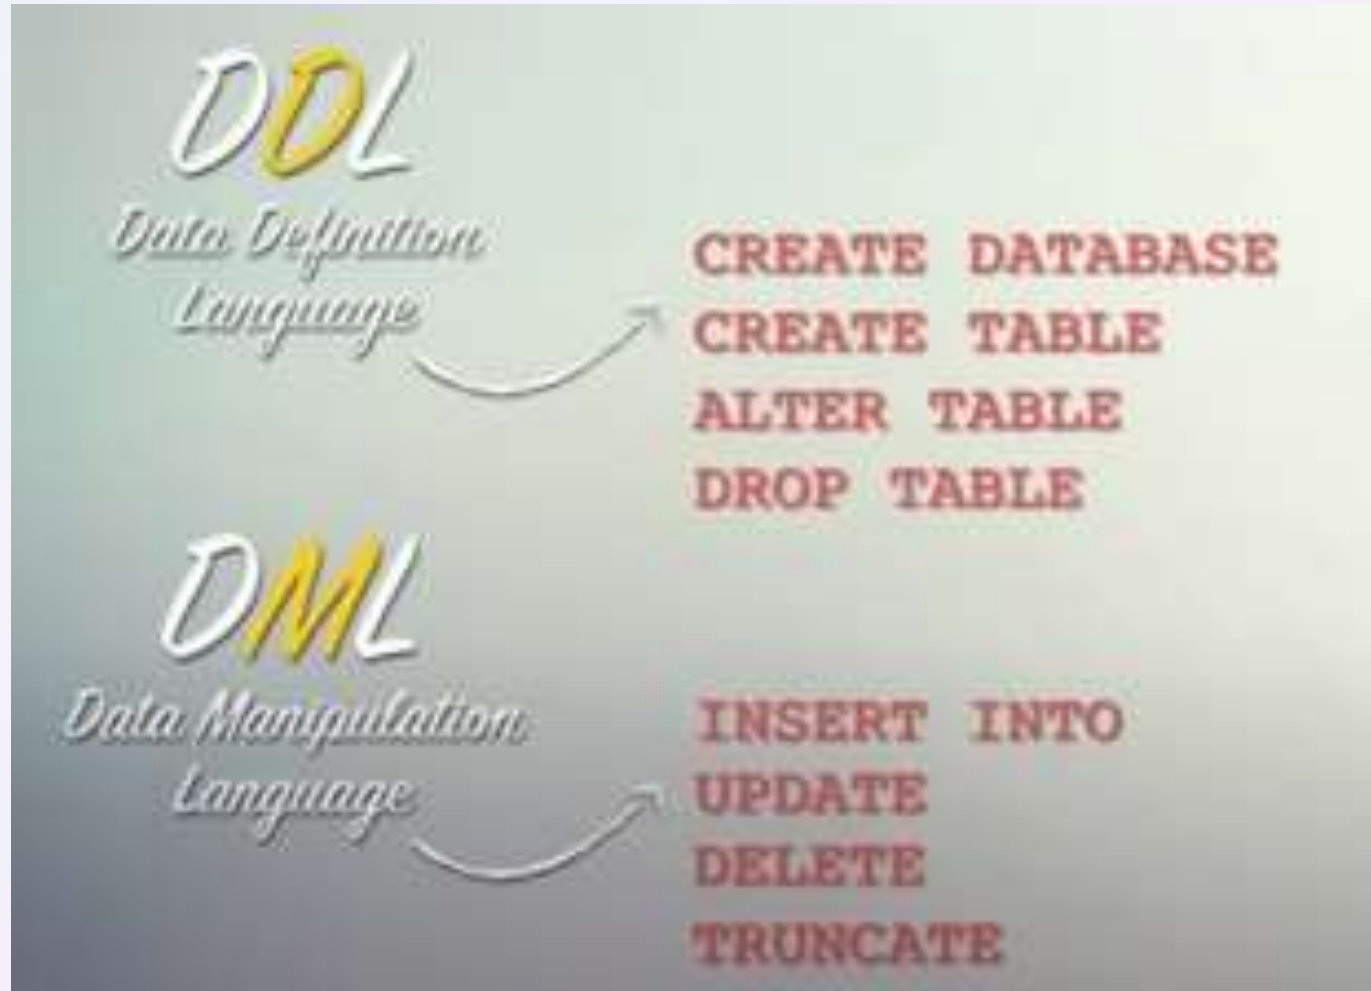 DDL
Data Definition
Language
CREATE DATABASE
CREATE TABLE
ALTER TABLE
DROP TABLE
DML
Data Manipulation
Language
INSERT INTO
UPDATE
DELETE
TRUNCATE